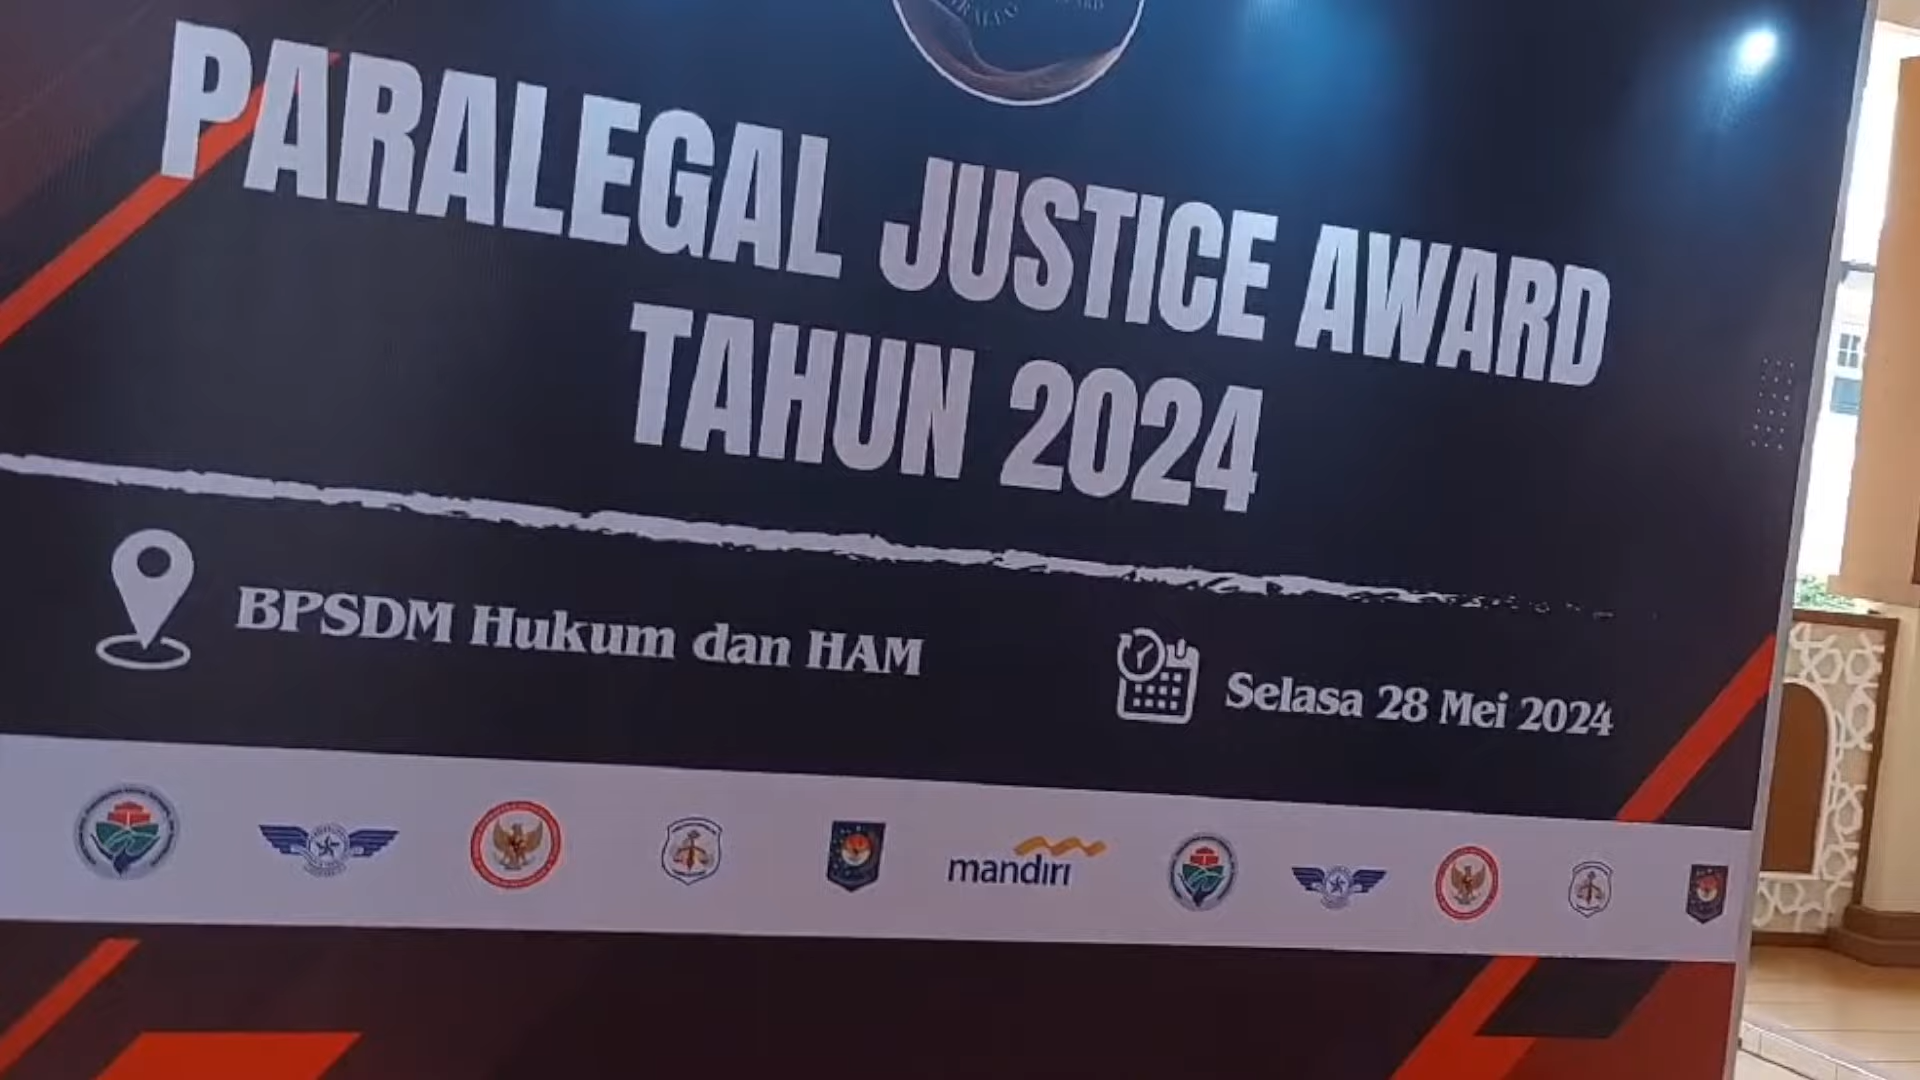 PARALEGAL JUSTICE AWARD
TAHUN 2024
BPSDM Hukum dan HAM
Selasa 28 Mei 2024
mandiri